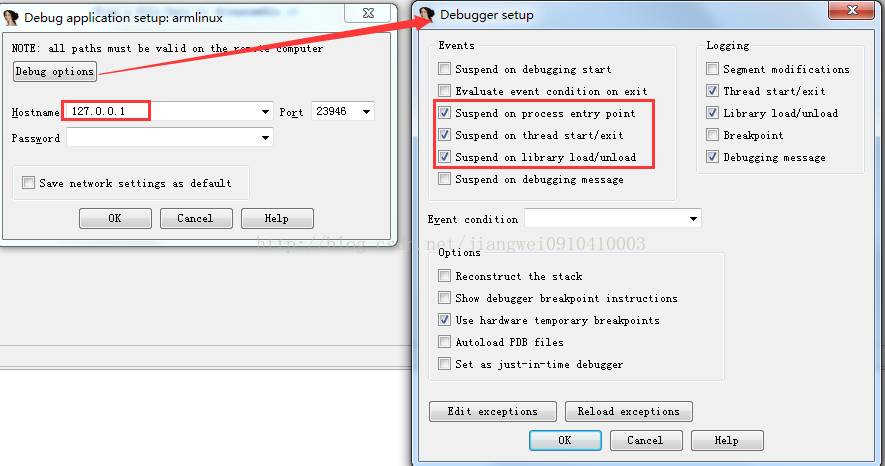 Debug application setup: armlinux
NOTE: all paths must be valid on the remote computer
Debug options
Hostname 127.0.0.1 Port 23946
Password
Save network settings as default
OK Cancel Help
Debugger setup
Events
Suspend on debugging start
Evaluate event condition on exit
Suspend on process entry point
Suspend on thread start/exit
Suspend on library load/unload
Suspend on debugging message
Logging
Segment modifications
Thread start/exit
Library load/unload
Breakpoint
Debugging message
Event condition
http://blog.csdn.net/jiangwei0910410003
Options
Reconstruct the stack
Show debugger breakpoint instructions
Use hardware temporary breakpoints
Autoload PDB files
Set as just-in-time debugger
Edit exceptions Reload exceptions
OK Cancel Help